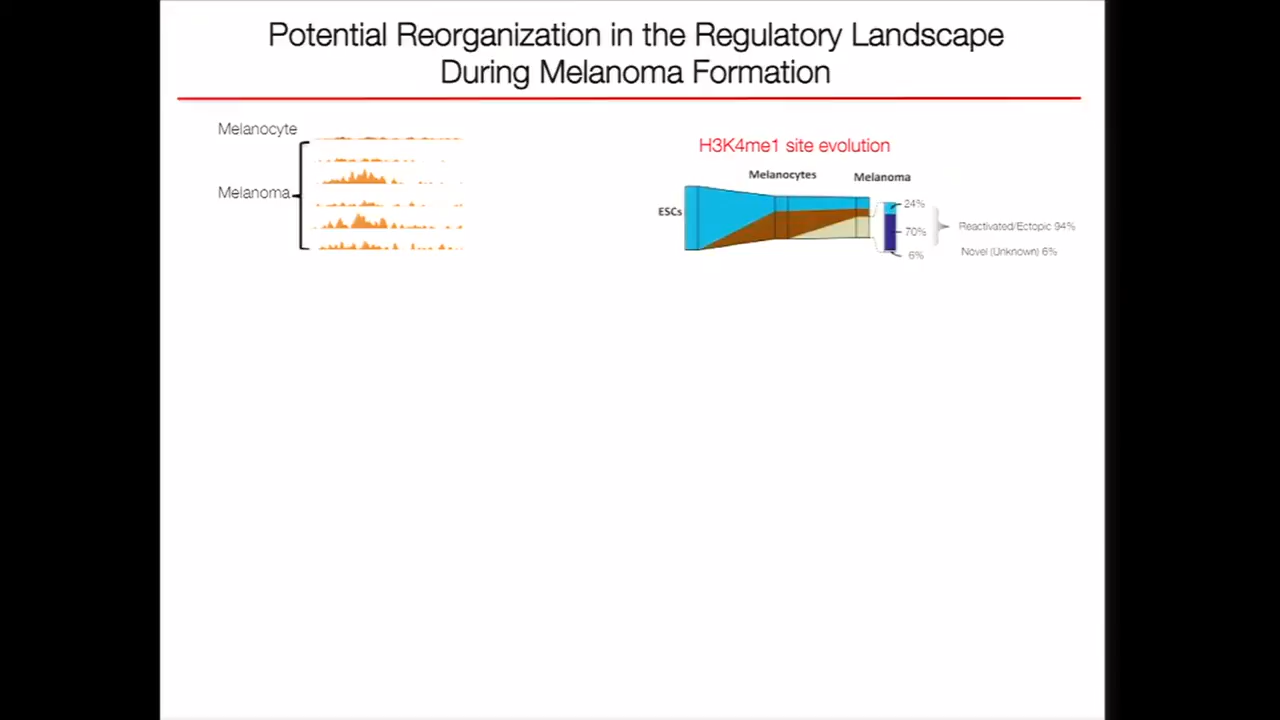 Potential Reorganization in the Regulatory Landscape
During Melanoma Formation
Melanocyte
Melanoma
H3K4me1 site evolution
Melanocytes
Melanoma
ESCs
24%
70%
6%
Reactivated/Ectopic 94%
Novel (Unknown) 6%